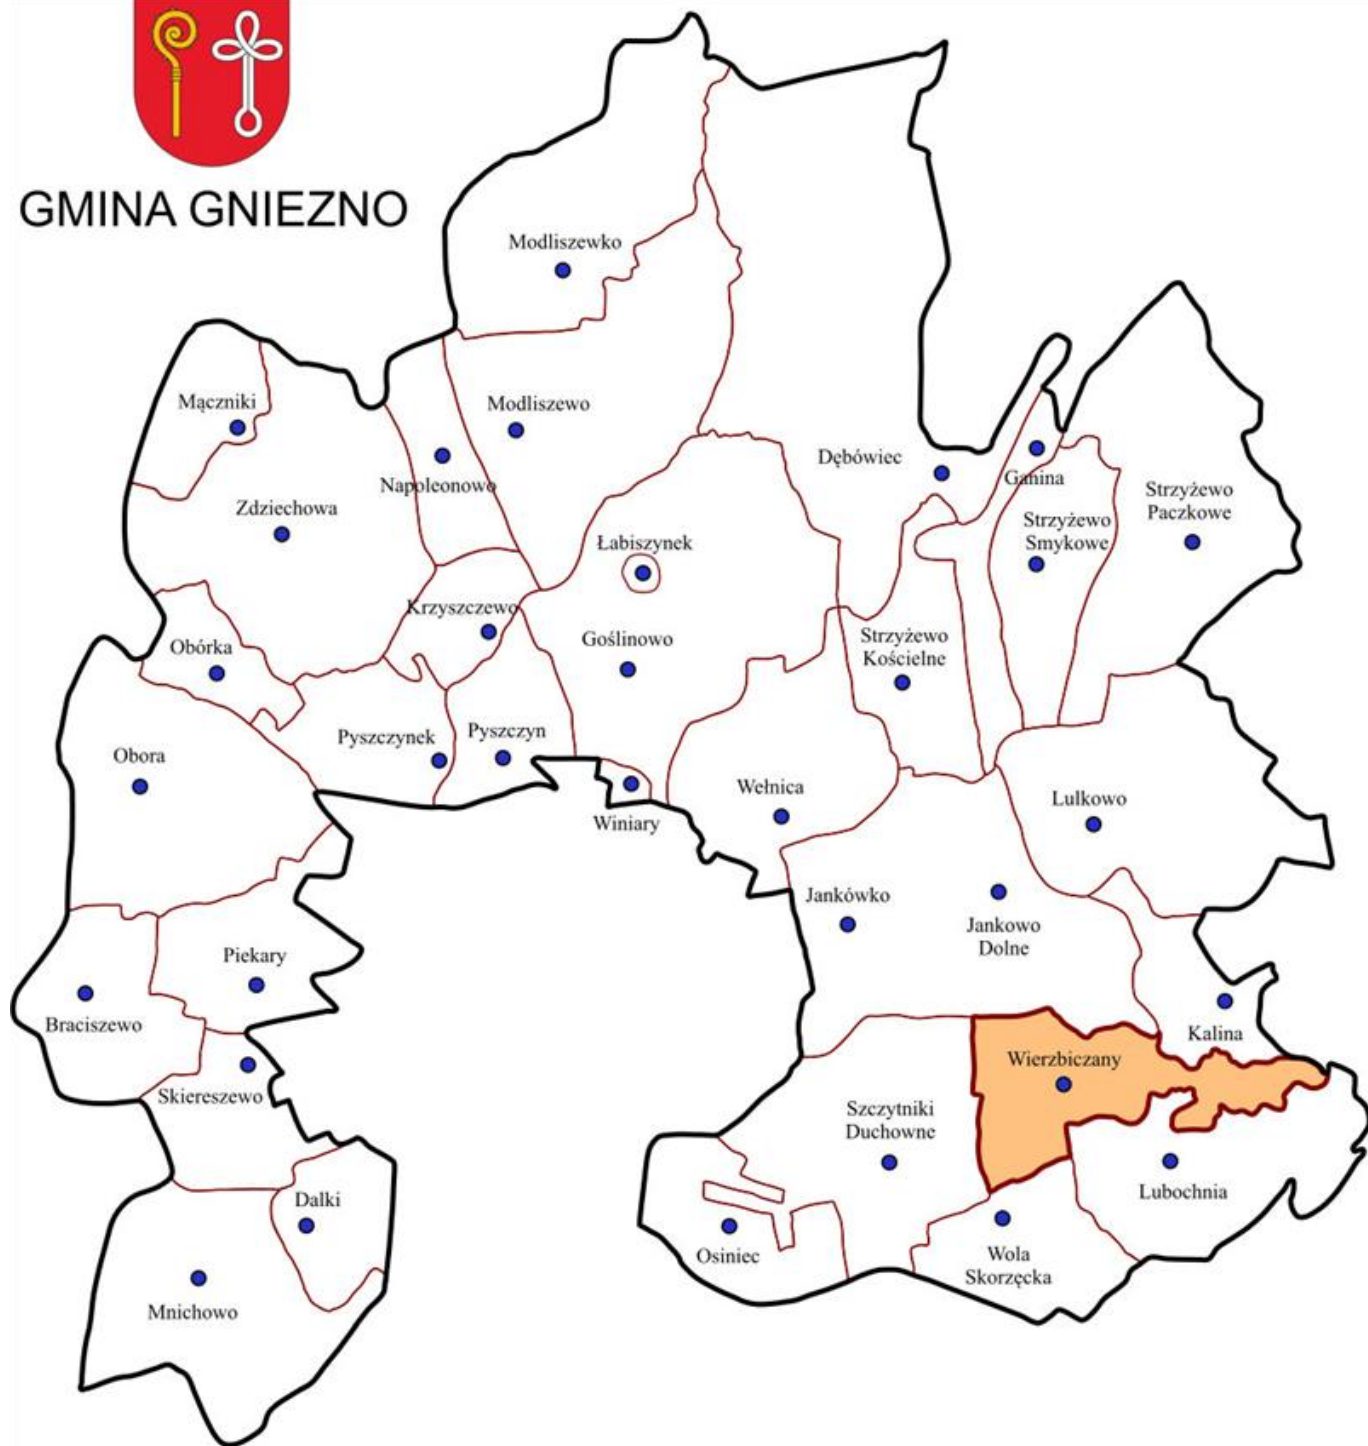 GMINA GNIEZNO
Modliszewko
Mączniki
Modliszewo
Dębówiec
Napoleonowo
Ganina
Strzyżewo
Paczkowe
Zdziechowa
Strzyżewo
Smykowe
Łabiszynek
Krzyszczewo
Obórka
Goślinowo
Strzyżewo
Kościelne
Pyszczynek
Pyszczyn
Obora
Wełnica
Lulkowo
Winiary
Jankówko
Jankowo
Dolne
Piekary
Braciszewo
Kalina
Wierzbiczany
Skiereszewo
Szczytniki
Duchowne
Dalki
Lubochnia
Osiniec
Wola
Skorzęcka
Mnichowo